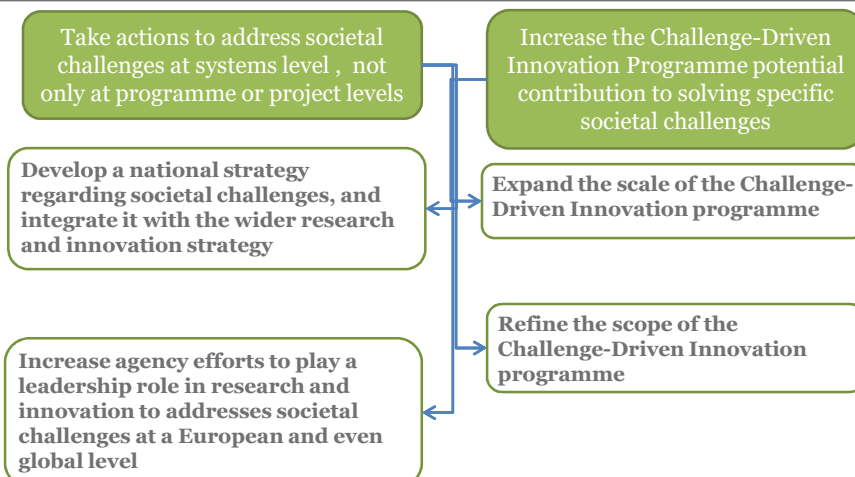 Take actions to address societal
challenges at systems level , not
only at programme or project levels
Increase the Challenge-Driven
Innovation Programme potential
contribution to solving specific
societal challenges
Develop a national strategy
regarding societal challenges, and
integrate it with the wider research
and innovation strategy
Expand the scale of the Challenge-
Driven Innovation programme
Increase agency efforts to play a
leadership role in research and
innovation to addresses societal
challenges at a European and even
global level
Refine the scope of the
Challenge-Driven Innovation
programme